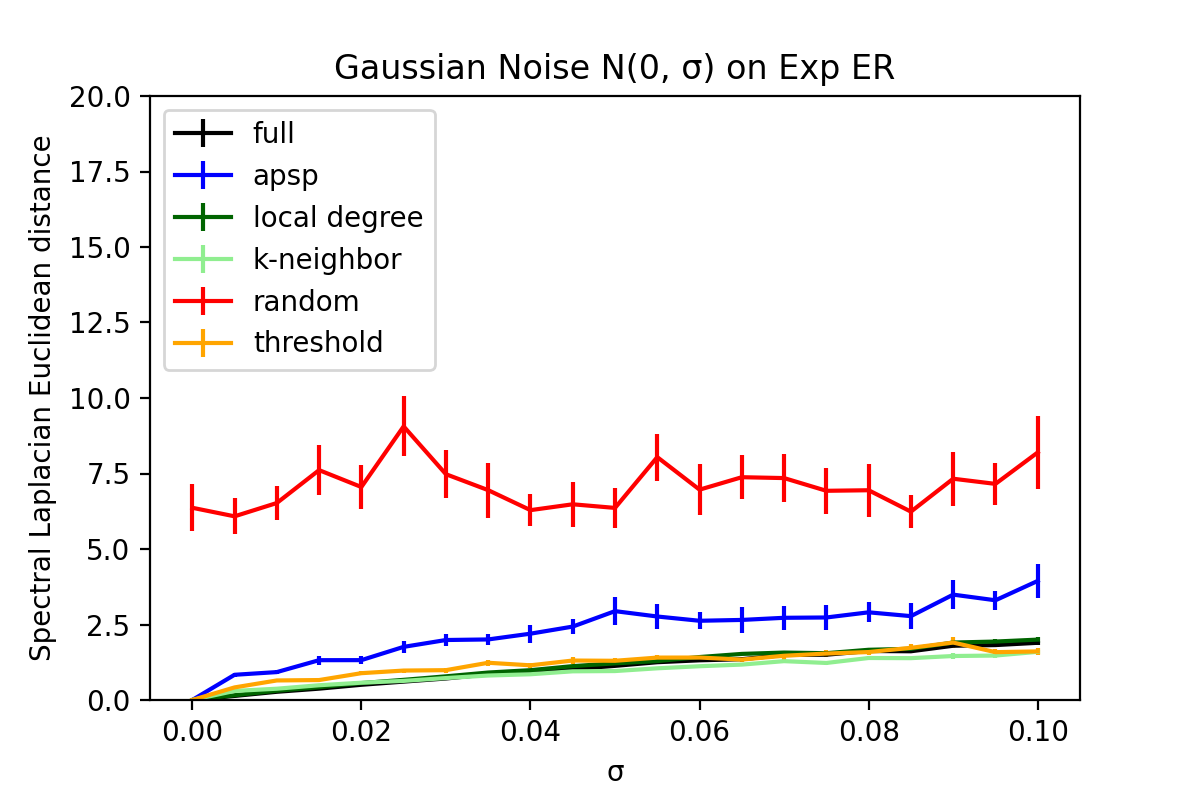 Gaussian Noise N(0, σ) on Exp ER
Spectral Laplacian Euclidean distance
20.0
17.5
15.0
12.5
10.0
7.5
5.0
2.5
0.0
full
apsp
local degree
k-neighbor
random
threshold
0.00 0.02 0.04 0.06 0.08 0.10
σ